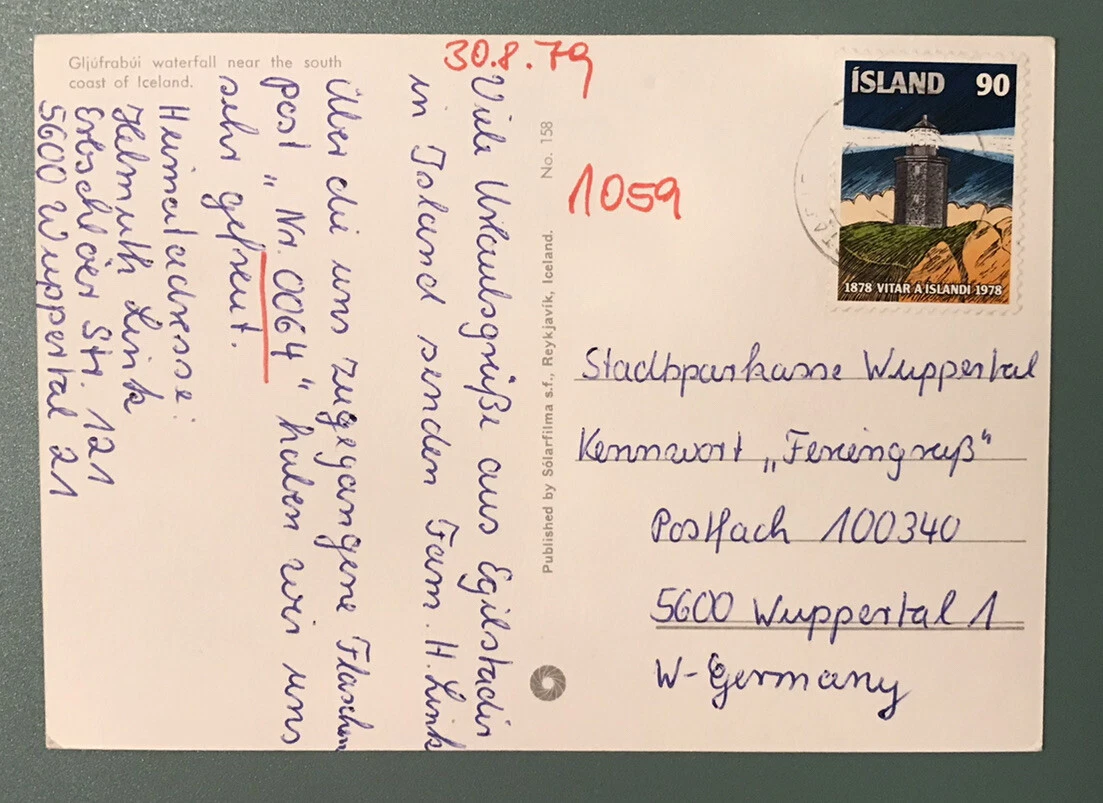 Gljúfrabúi waterfall near the south
coast of Iceland.
30.8.79
1059
Viele Urlaubsgrüße aus Egilstadir
in Island senden Fam. H. Link
Über die uns zugegangene Flaschen
post „Nr. 0064" haben wir uns
sehr gefreut.
Heimatadresse:
Helmuth Link
Erbschlöer Str. 121
5600 Wuppertal 21
Published by Sólarfilma s.f., Reykjavík, Iceland. No. 158
ÍSLAND 90
1878 VITAR Á ÍSLANDI 1978
Stadtsparkasse Wuppertal
Kennwort „Feriengruß"
Postfach 100340
5600 Wuppertal 1
W-Germany